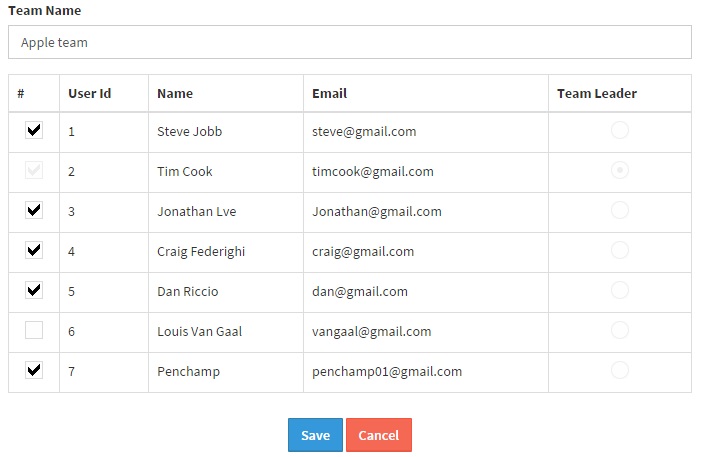 Team Name
Apple team
# User Id Name Email Team Leader
1 Steve Jobb steve@gmail.com
2 Tim Cook timcook@gmail.com
3 Jonathan Lve Jonathan@gmail.com
4 Craig Federighi craig@gmail.com
5 Dan Riccio dan@gmail.com
6 Louis Van Gaal vangaal@gmail.com
7 Penchamp penchamp01@gmail.com
Save Cancel